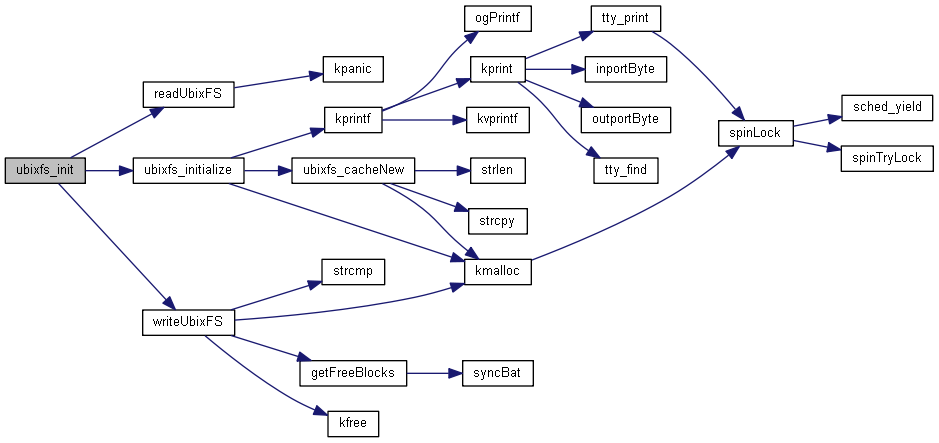 ogPrintf
tty_print
kpanic
kprint
inportByte
readUbixFS
sched_yield
kprintf
kvprintf
outportByte
spinLock
spinTryLock
ubixfs_init
ubixfs_initialize
ubixfs_cacheNew
strlen
tty_find
strcpy
strcmp
kmalloc
writeUbixFS
getFreeBlocks
syncBat
kfree